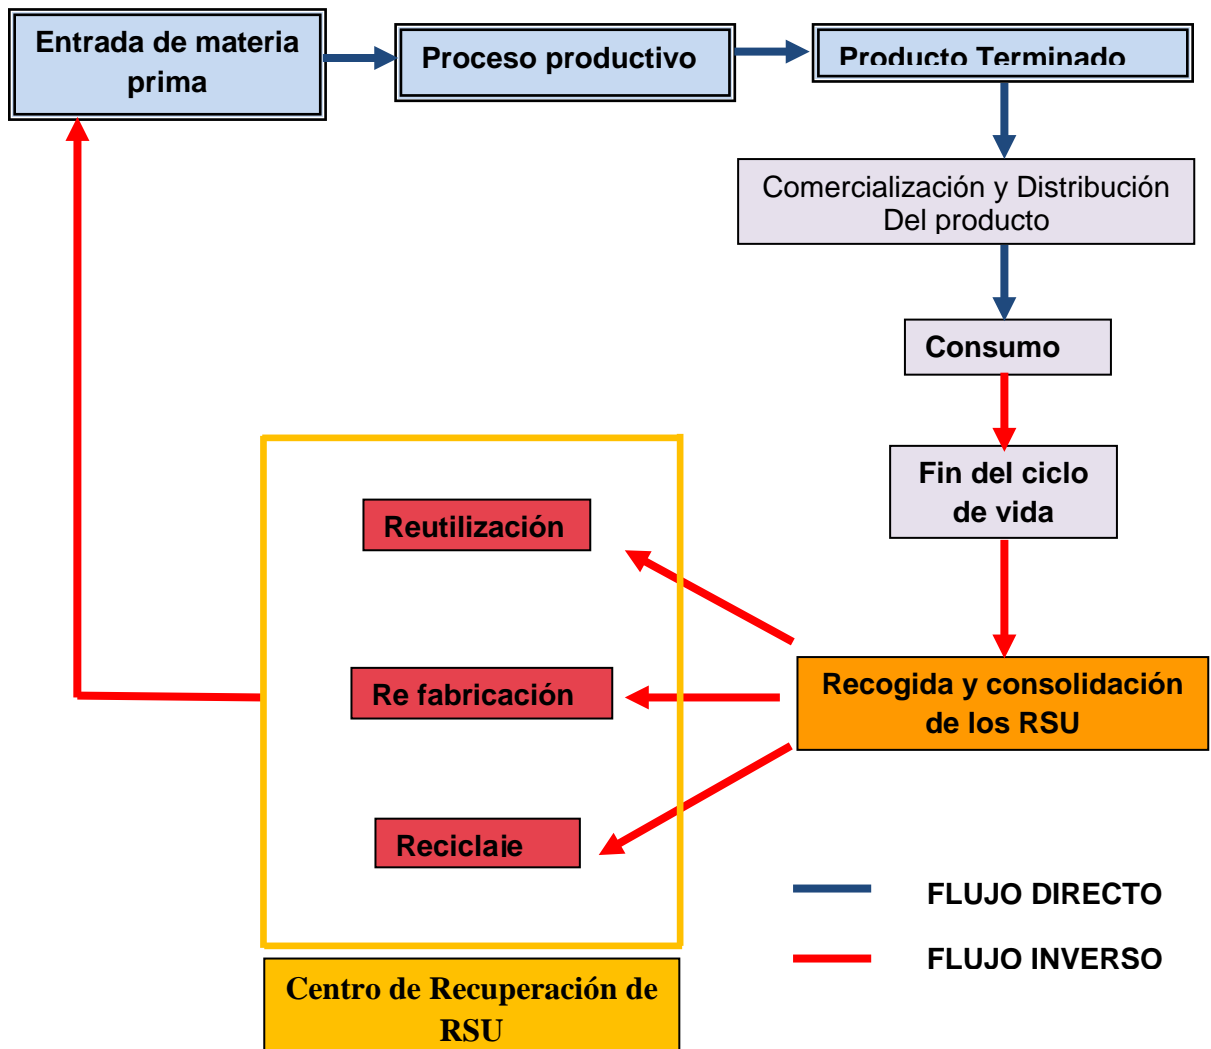 Entrada de materia
prima
Proceso productivo
Producto Terminado
Comercialización y Distribución
Del producto
Consumo
Fin del ciclo
de vida
Reutilización
Re fabricación
Recogida y consolidación
de los RSU
Reciclaje
FLUJO DIRECTO
FLUJO INVERSO
Centro de Recuperación de
RSU